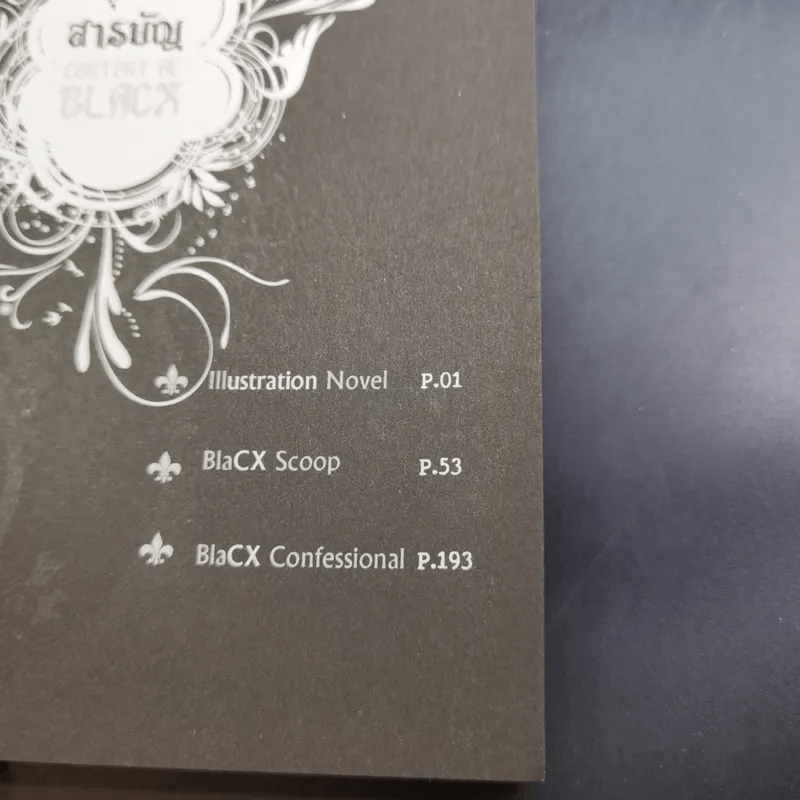 สารบัญ
CONTENT OF
BLACX
Illustration Novel P.01
BlaCX Scoop P.53
BlaCX Confessional P.193